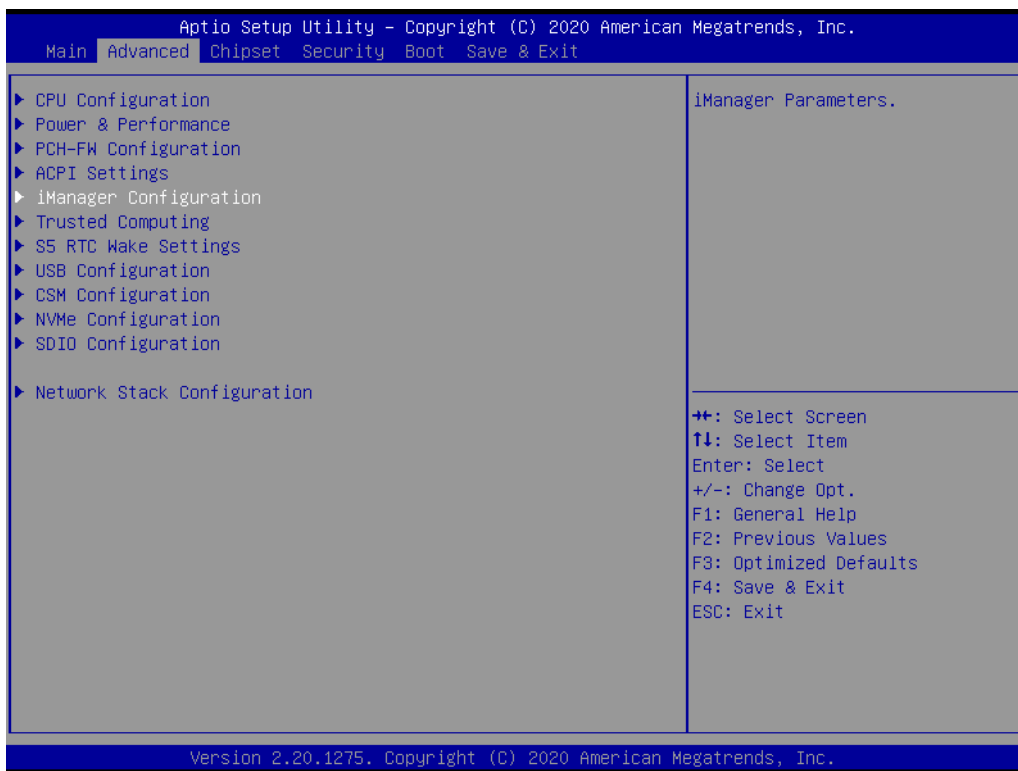 Aptio Setup Utility – Copyright (C) 2020 American Megatrends, Inc.
Main Advanced Chipset Security Boot Save & Exit
▶ CPU Configuration
▶ Power & Performance
▶ PCH-FW Configuration
▶ ACPI Settings
▶ iManager Configuration
▶ Trusted Computing
▶ S5 RTC Wake Settings
▶ USB Configuration
▶ CSM Configuration
▶ NVMe Configuration
▶ SDIO Configuration
▶ Network Stack Configuration
iManager Parameters.
→←: Select Screen
↑↓: Select Item
Enter: Select
+/-: Change Opt.
F1: General Help
F2: Previous Values
F3: Optimized Defaults
F4: Save & Exit
ESC: Exit
Version 2.20.1275. Copyright (C) 2020 American Megatrends, Inc.